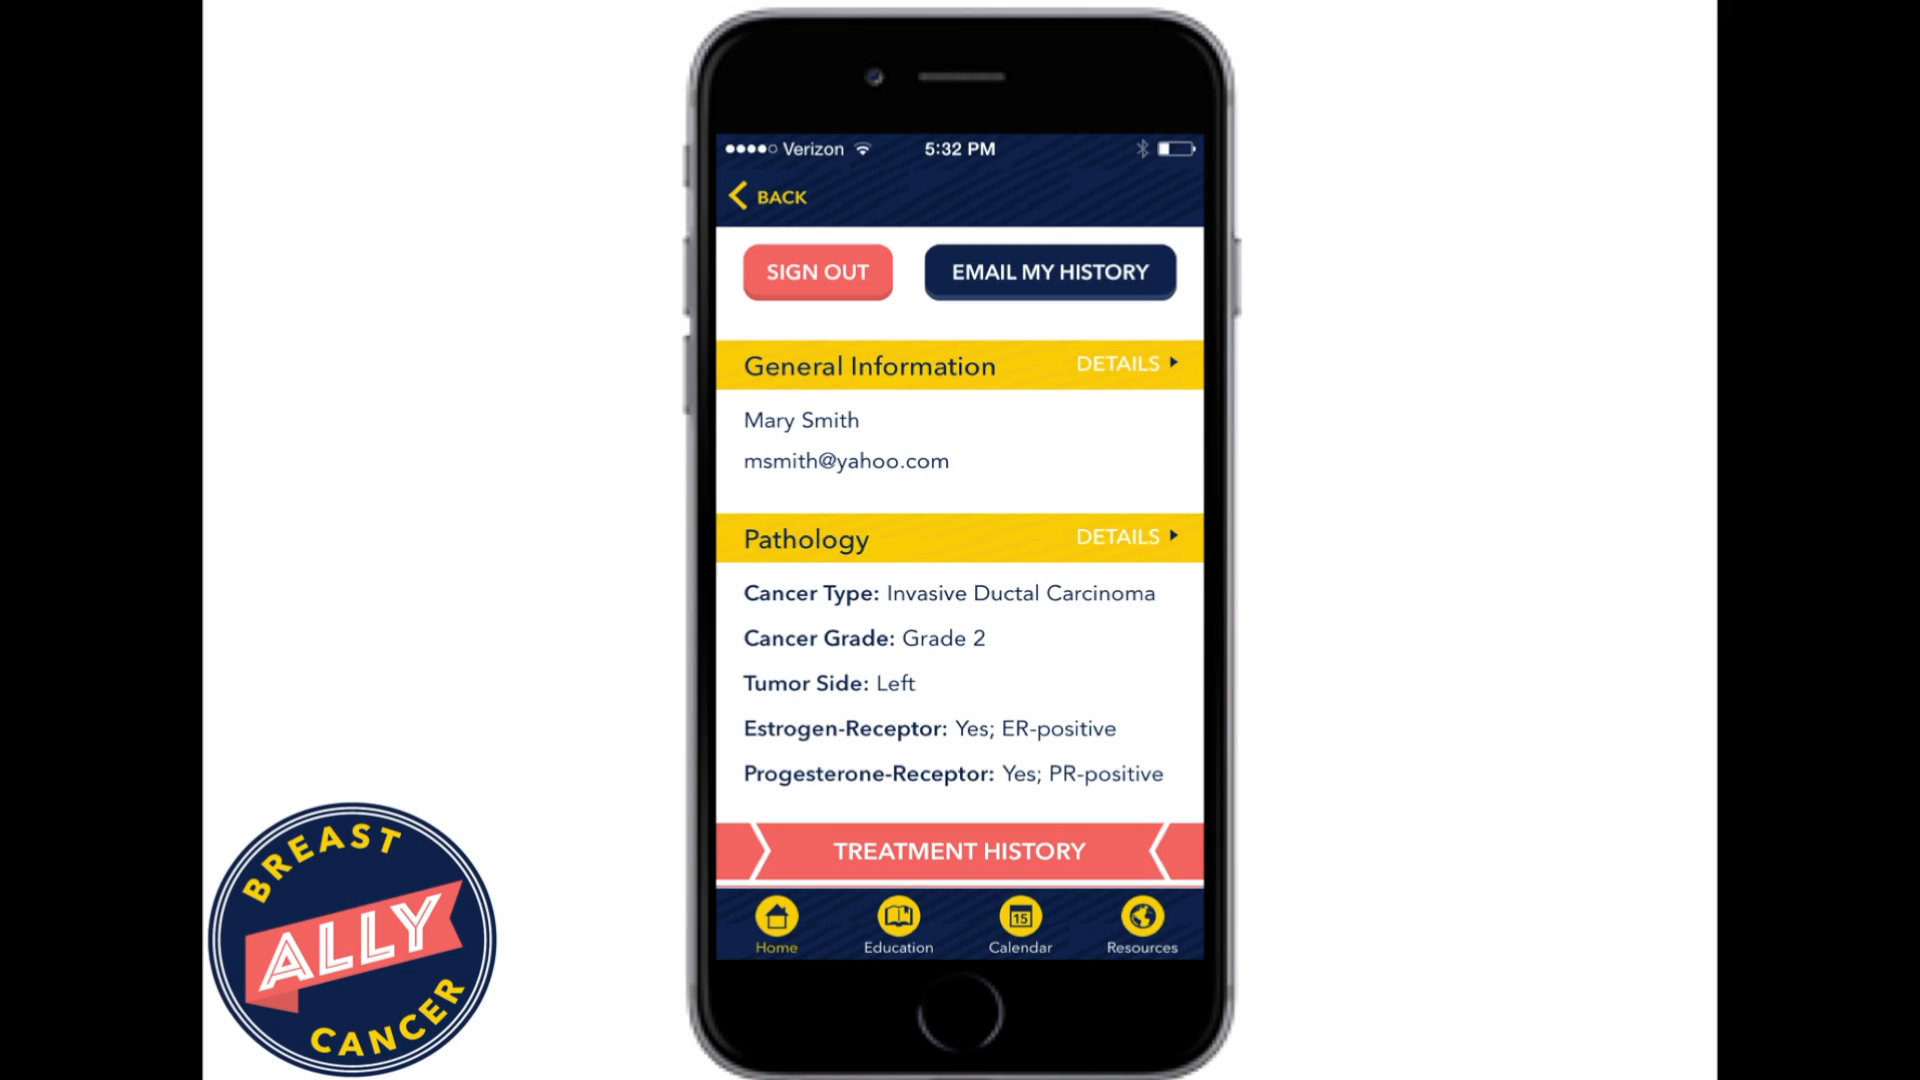 Verizon 5:32 PM
BACK
SIGN OUT EMAIL MY HISTORY
General Information DETAILS
Mary Smith
msmith@yahoo.com
Pathology DETAILS
Cancer Type: Invasive Ductal Carcinoma
Cancer Grade: Grade 2
Tumor Side: Left
Estrogen-Receptor: Yes; ER-positive
Progesterone-Receptor: Yes; PR-positive
TREATMENT HISTORY
15
Home Education Calendar Resources
BREAST
ALLY
CANCER